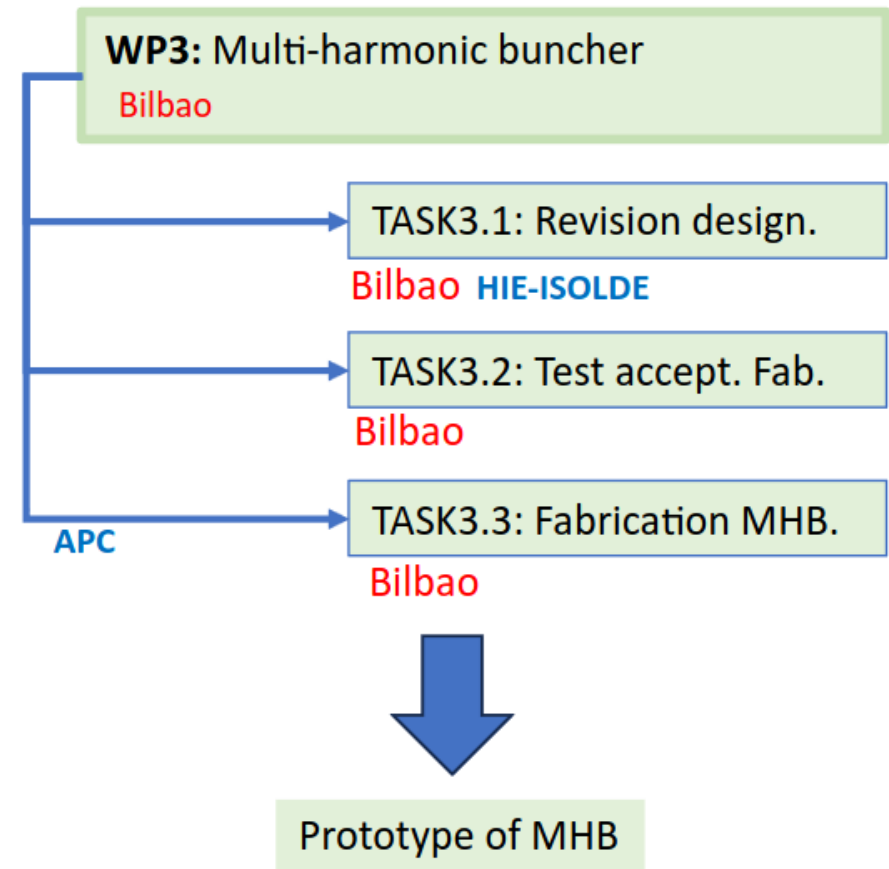 WP3: Multi-harmonic buncher
Bilbao
TASK3.1: Revision design.
Bilbao HIE-ISOLDE
TASK3.2: Test accept. Fab.
Bilbao
TASK3.3: Fabrication MHB.
APC
Bilbao
Prototype of MHB